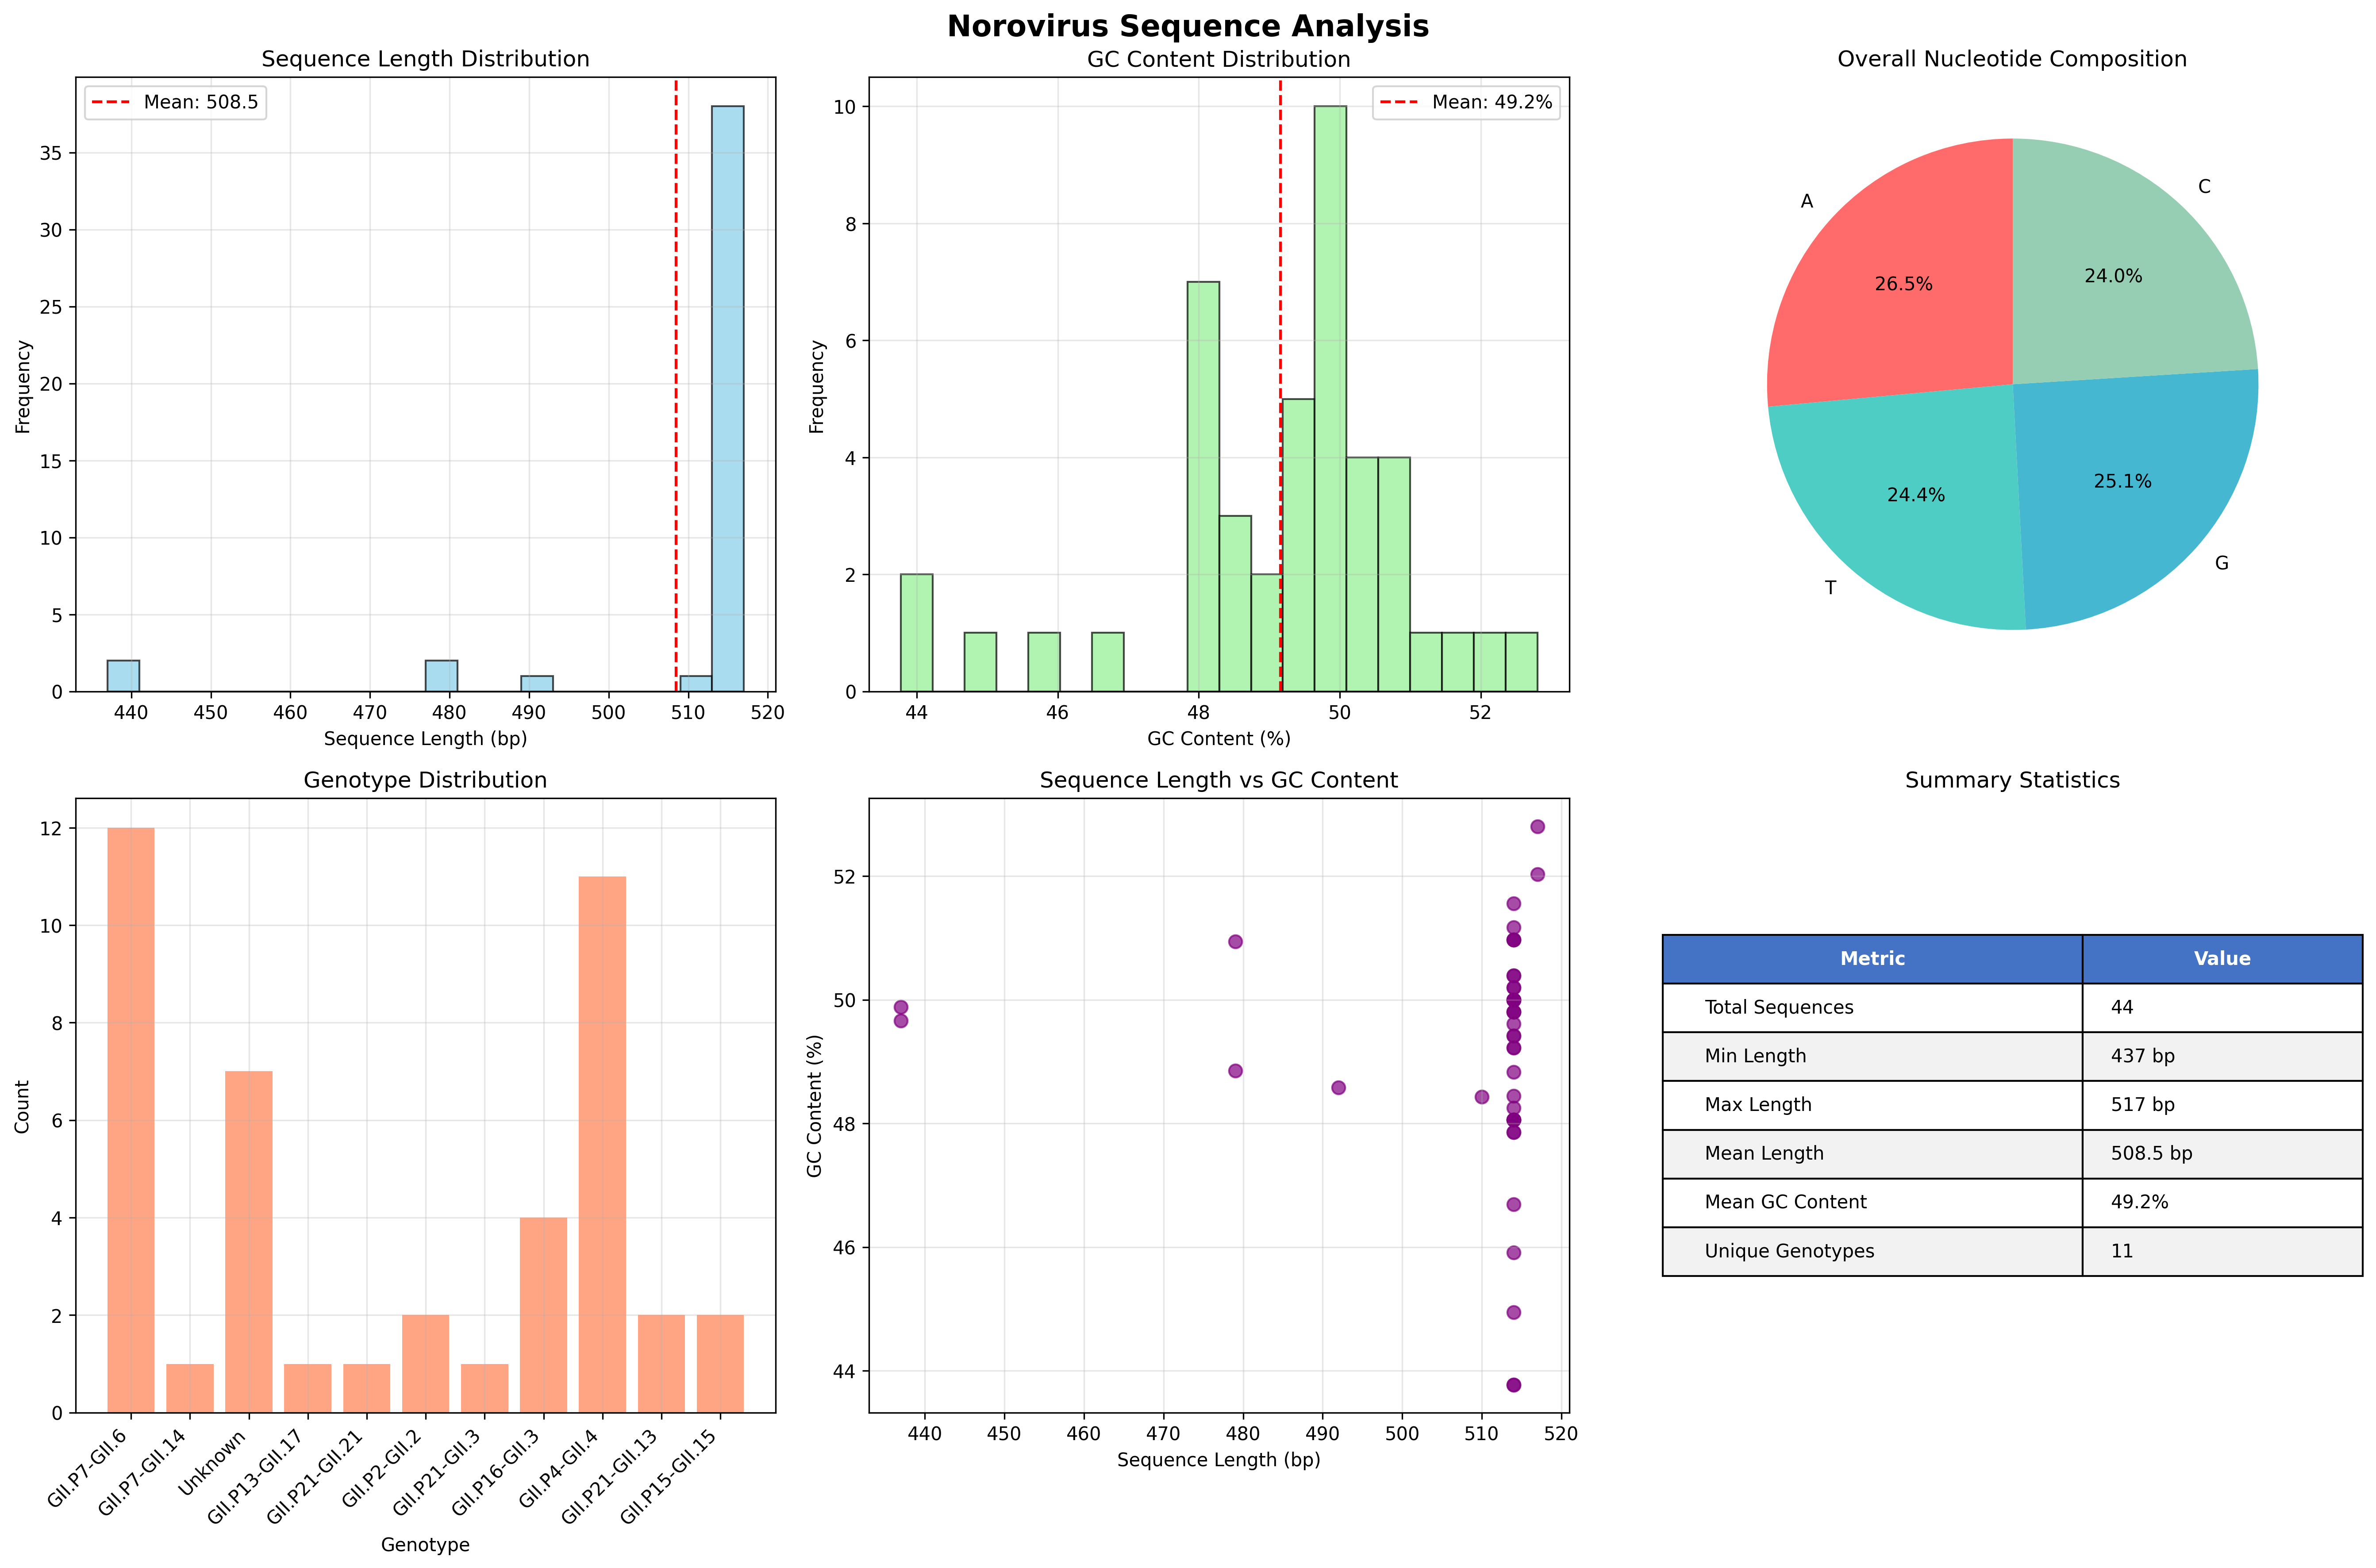 Norovirus Sequence Analysis
Sequence Length Distribution
Mean: 508.5
35
30
25
20
15
10
5
0
Frequency
440 450 460 470 480 490 500 510 520
Sequence Length (bp)
GC Content Distribution
Mean: 49.2%
10
8
6
4
2
0
Frequency
44 46 48 50 52
GC Content (%)
Overall Nucleotide Composition
A
26.5%
C
24.0%
T
24.4%
G
25.1%
Genotype Distribution
12
10
8
6
4
2
0
Count
GII.P7-GII.6
GII.P7-GII.14
Unknown
GII.P13-GII.17
GII.P21-GII.21
GII.P2-GII.2
GII.P21-GII.3
GII.P16-GII.3
GII.P4-GII.4
GII.P21-GII.13
GII.P15-GII.15
Genotype
Sequence Length vs GC Content
52
50
48
46
44
GC Content (%)
440 450 460 470 480 490 500 510 520
Sequence Length (bp)
Summary Statistics
Metric Value
Total Sequences 44
Min Length 437 bp
Max Length 517 bp
Mean Length 508.5 bp
Mean GC Content 49.2%
Unique Genotypes 11